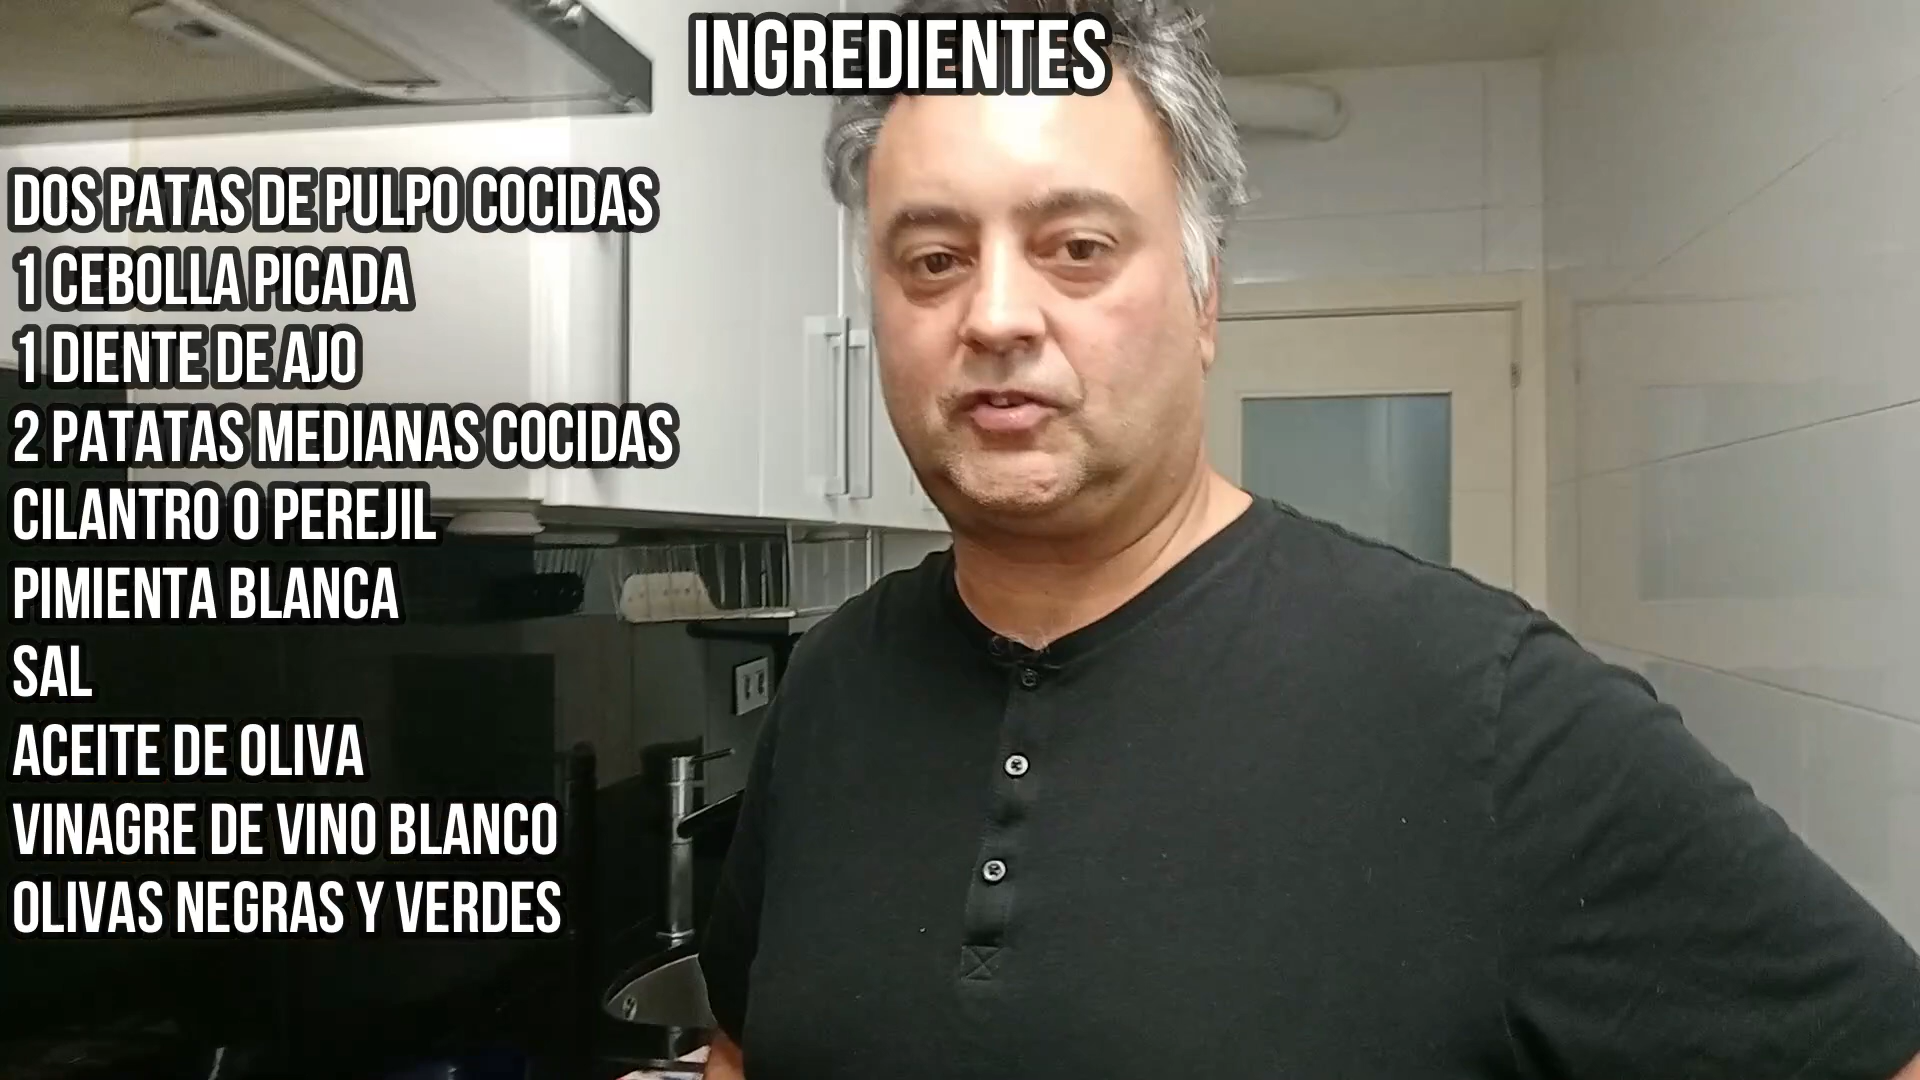 INGREDIENTES
DOS PATAS DE PULPO COCIDAS
1 CEBOLLA PICADA
1 DIENTE DE AJO
2 PATATAS MEDIANAS COCIDAS
CILANTRO O PEREJIL
PIMIENTA BLANCA
SAL
ACEITE DE OLIVA
VINAGRE DE VINO BLANCO
OLIVAS NEGRAS Y VERDES